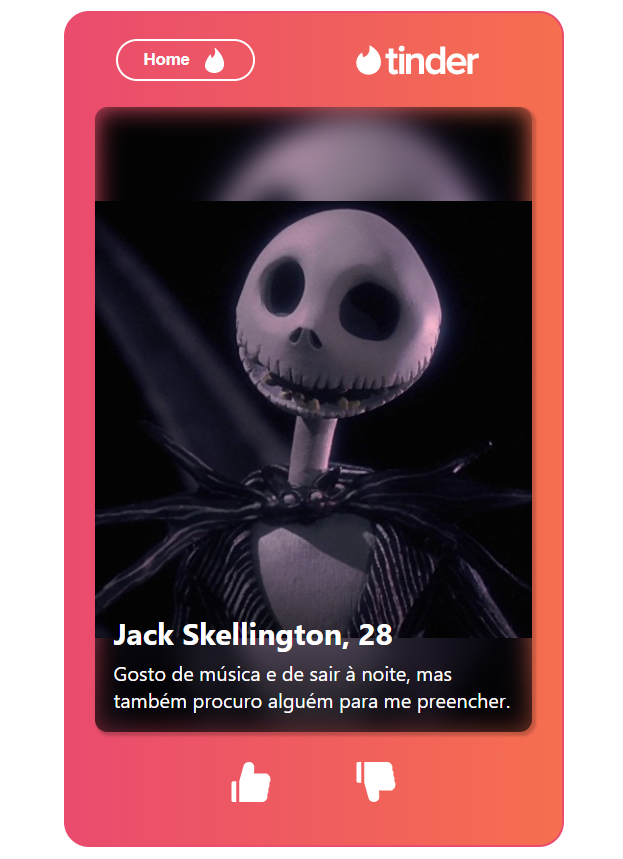 Home
tinder
Jack Skellington, 28
Gosto de música e de sair à noite, mas
também procuro alguém para me preencher.